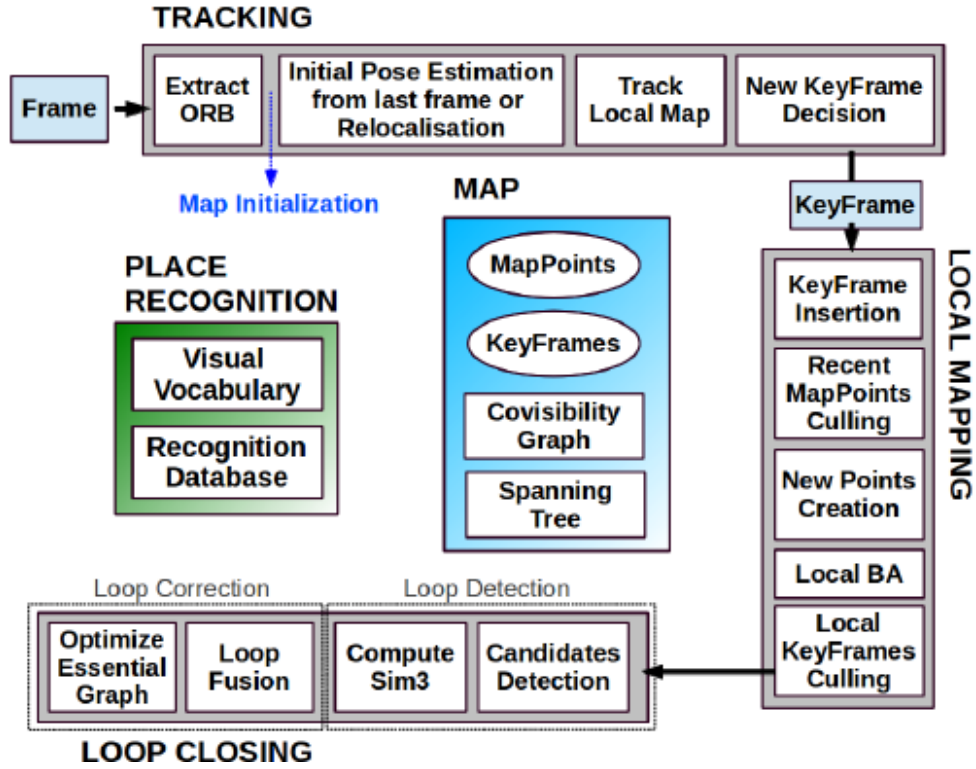 TRACKING
Frame
Extract
ORB
Initial Pose Estimation
from last frame or
Relocalisation
Track
Local Map
New KeyFrame
Decision
Map Initialization
MAP
KeyFrame
PLACE
RECOGNITION
Visual
Vocabulary
Recognition
Database
MapPoints
KeyFrames
Covisibility
Graph
Spanning
Tree
LOCAL MAPPING
KeyFrame
Insertion
Recent
MapPoints
Culling
New Points
Creation
Local BA
Local
KeyFrames
Culling
Loop Correction
Loop Detection
Optimize
Essential
Graph
Loop
Fusion
Compute
Sim3
Candidates
Detection
LOOP CLOSING